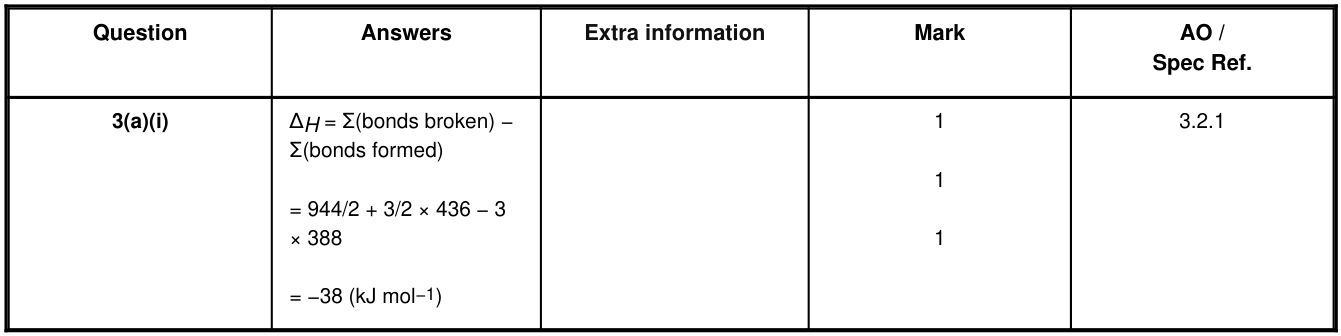 Question Answers Extra information Mark AO /
Spec Ref.
3(a)(i) ΔH = Σ(bonds broken) − 1 3.2.1
Σ(bonds formed)
1
= 944/2 + 3/2 × 436 − 3
× 388 1
= −38 (kJ mol−1)